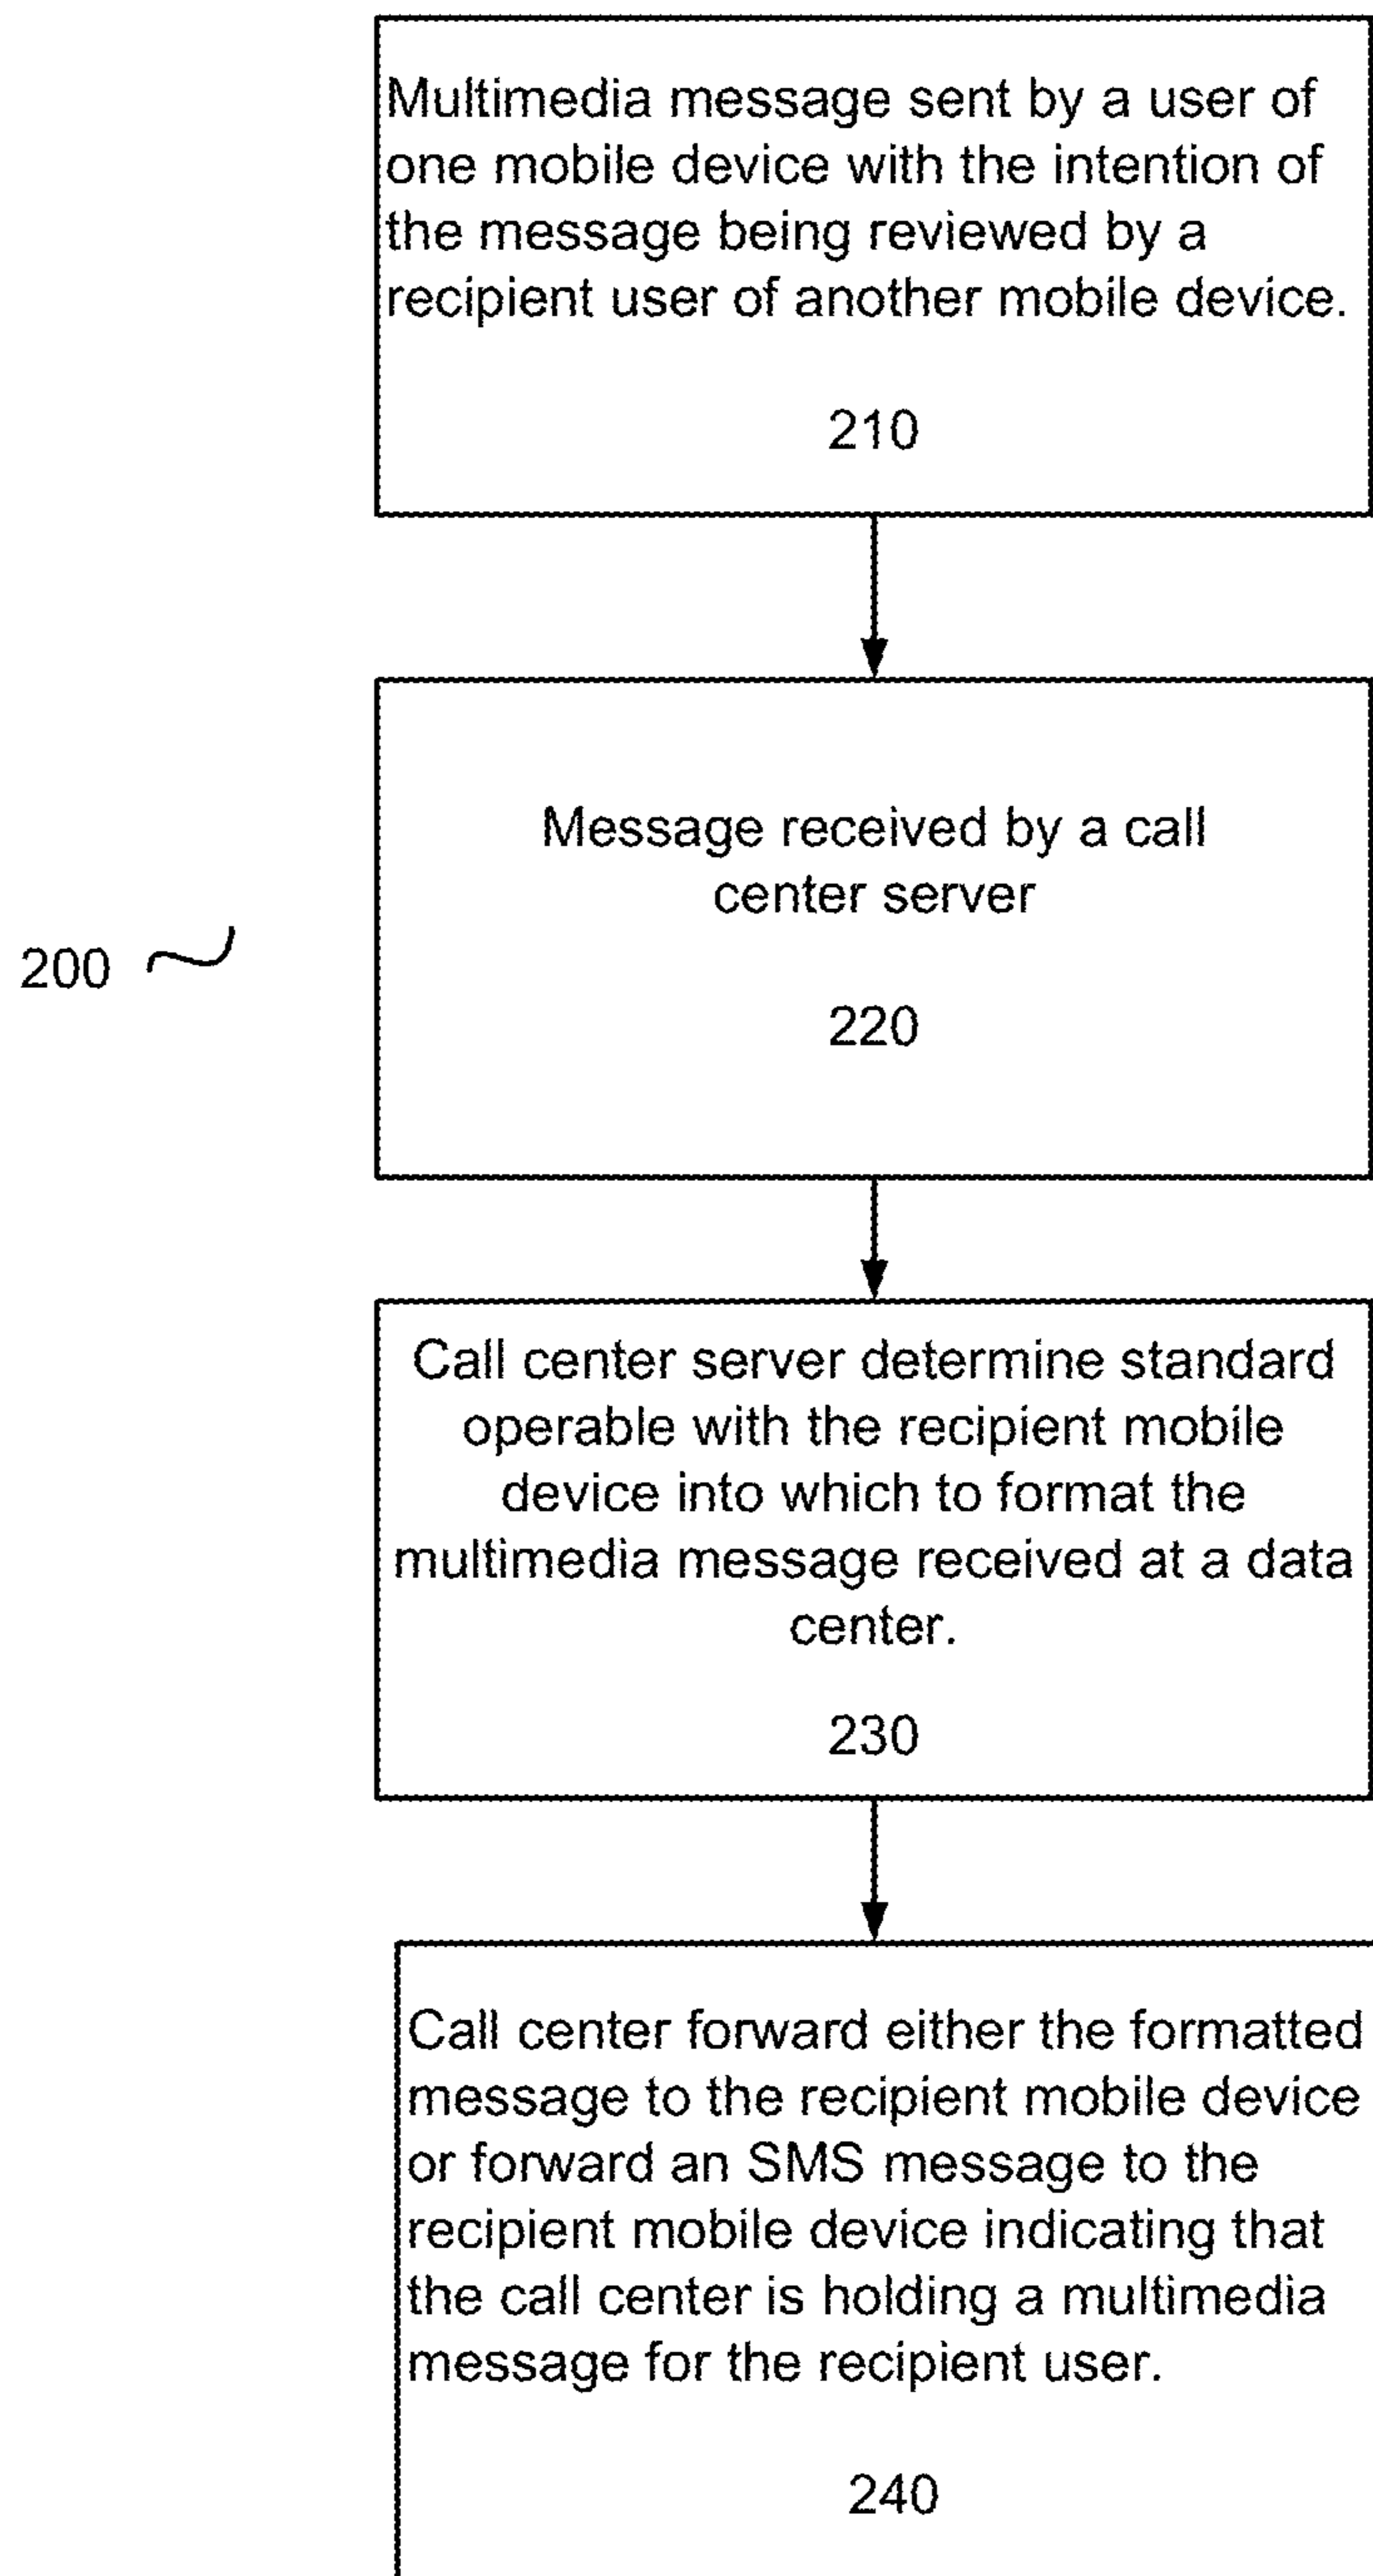 Multimedia message sent by a user of
one mobile device with the intention of
the message being reviewed by a
recipient user of another mobile device.
210
Message received by a call
center server
200
220
Call center server determine standard
operable with the recipient mobile
device into which to format the
multimedia message received at a data
center.
230
Call center forward either the formatted
message to the recipient mobile device
or forward an SMS message to the
recipient mobile device indicating that
the call center is holding a multimedia
message for the recipient user.
240